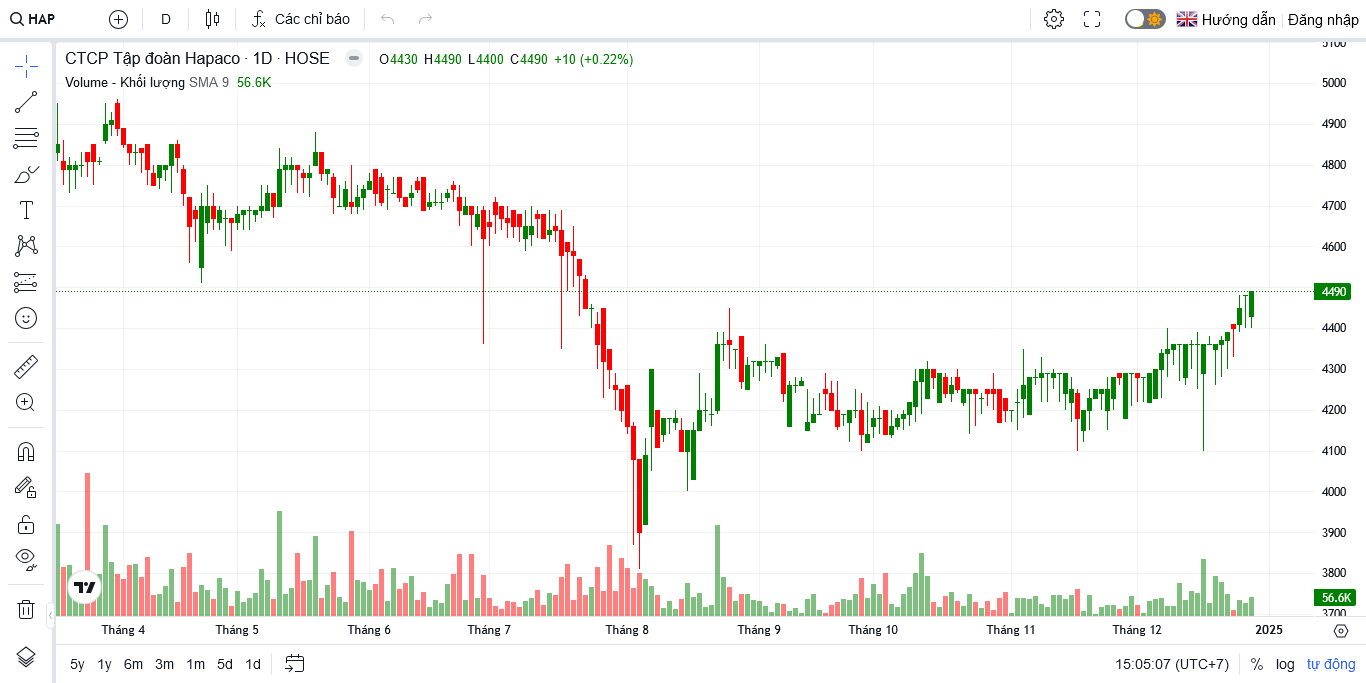 HAP D Các chỉ báo Hướng dẫn Đăng nhập
CTCP Tập đoàn Hapaco · 1D · HOSE O4430 H4490 L4400 C4490 +10 (+0.22%)
Volume - Khối lượng SMA 9 56.6K
5100
5000
4900
4800
4700
4600
4490
4400
4300
4200
4100
4000
3900
3800
56.6K
3700
Tháng 4 Tháng 5 Tháng 6 Tháng 7 Tháng 8 Tháng 9 Tháng 10 Tháng 11 Tháng 12 2025
5y 1y 6m 3m 1m 5d 1d 15:05:07 (UTC+7) % log tự động